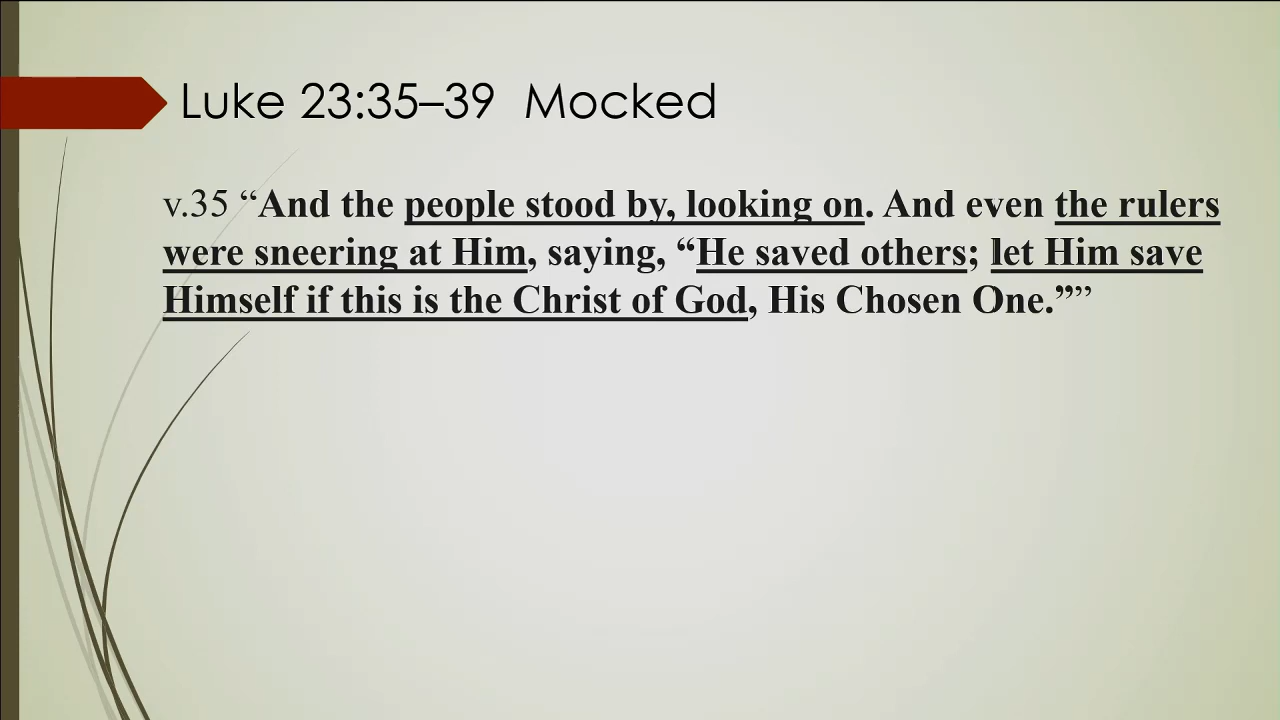 Luke 23:35–39  Mocked
v.35 “And the people stood by, looking on. And even the rulers
were sneering at Him, saying, “He saved others; let Him save
Himself if this is the Christ of God, His Chosen One.””